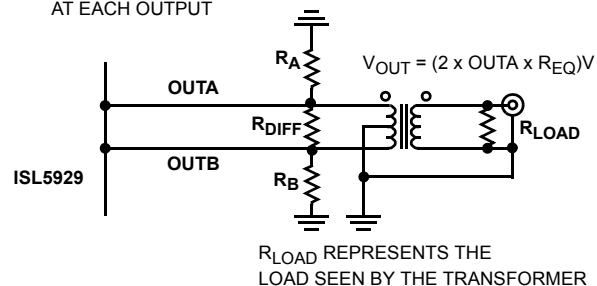 AT EACH OUTPUT
RA
VOUT = (2 x OUTA x REQ)V
OUTA
RDIFF
RLOAD
OUTB
ISL5929
RB
RLOAD REPRESENTS THE
LOAD SEEN BY THE TRANSFORMER